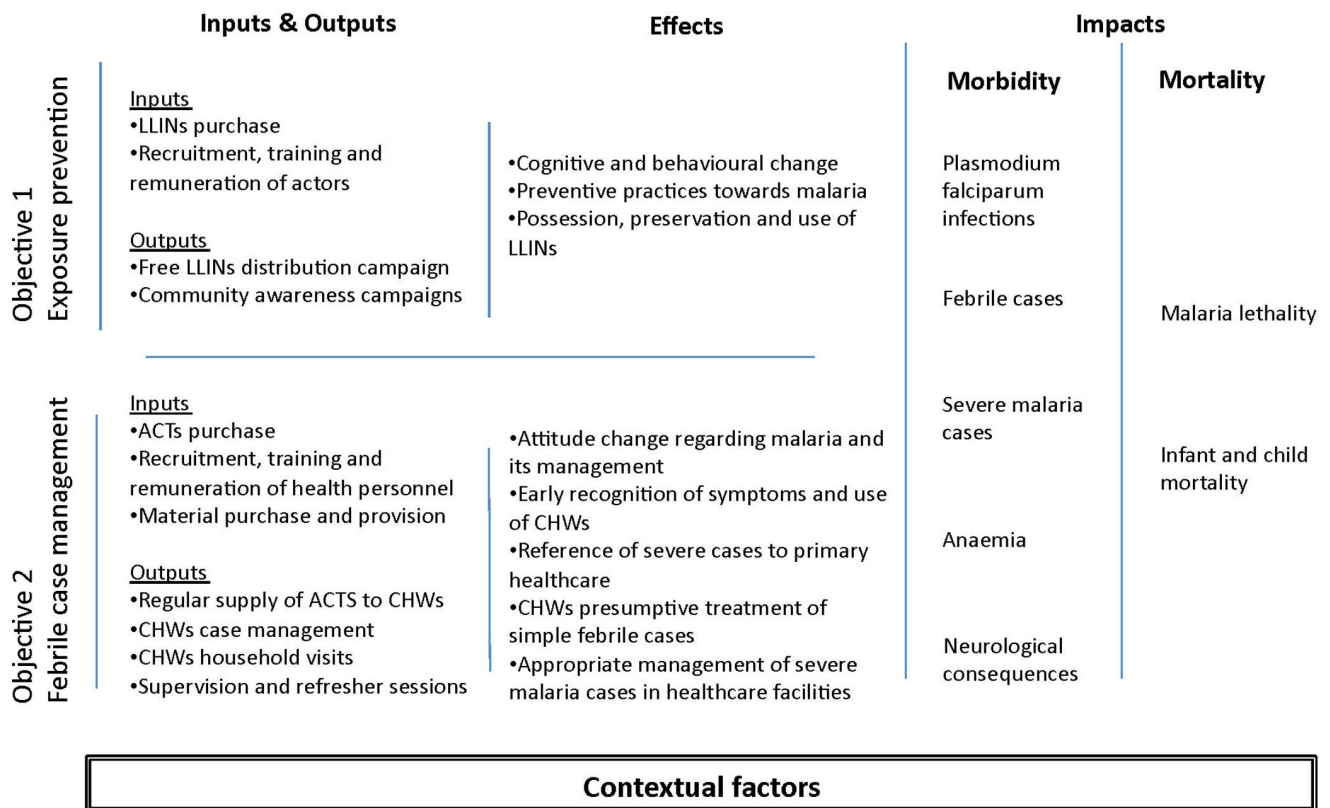 Inputs & Outputs
Effects
Impacts
Morbidity
Mortality
Objective 1
Exposure prevention
Inputs
•LLINs purchase
•Recruitment, training and
remuneration of actors
Outputs
•Free LLINs distribution campaign
•Community awareness campaigns
•Cognitive and behavioural change
•Preventive practices towards malaria
•Possession, preservation and use of
LLINs
Objective 2
Febrile case management
Inputs
•ACTs purchase
•Recruitment, training and
remuneration of health personnel
•Material purchase and provision
Outputs
•Regular supply of ACTS to CHWs
•CHWs case management
•CHWs household visits
•Supervision and refresher sessions
•Attitude change regarding malaria and
its management
•Early recognition of symptoms and use
of CHWs
•Reference of severe cases to primary
healthcare
•CHWs presumptive treatment of
simple febrile cases
•Appropriate management of severe
malaria cases in healthcare facilities
Plasmodium
falciparum
infections
Febrile cases
Severe malaria
cases
Anaemia
Neurological
consequences
Malaria lethality
Infant and child
mortality
Contextual factors